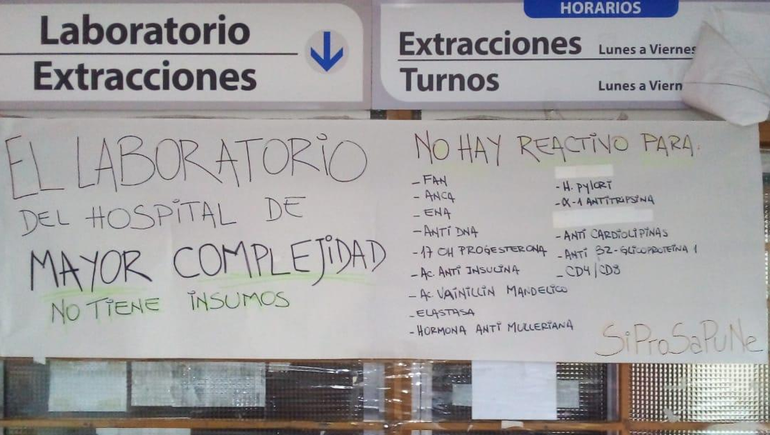 Laboratorio
Extracciones
HORARIOS
Extracciones Lunes a Viernes
Turnos Lunes a Viern
EL LABORATORIO
DEL HOSPITAL DE
MAYOR COMPLEJIDAD
NO TIENE INSUMOS
NO HAY REACTIVO PARA.
- FAN
- ANCA
- ENA
- ANTI DNA
- 17 OH PROGESTERONA
- AC. ANTI INSULINA
- AC. VAINILLIN MANDELICO
- ELASTASA
- HORMONA ANTI MULLERIANA
- H. PYLORI
- α-1 ANTITRIPSINA
- ANTI CARDIOLIPINAS
- ANTI B2-GLICOPROTEINA 1
- CD4/CD8
SiProSaPuNe